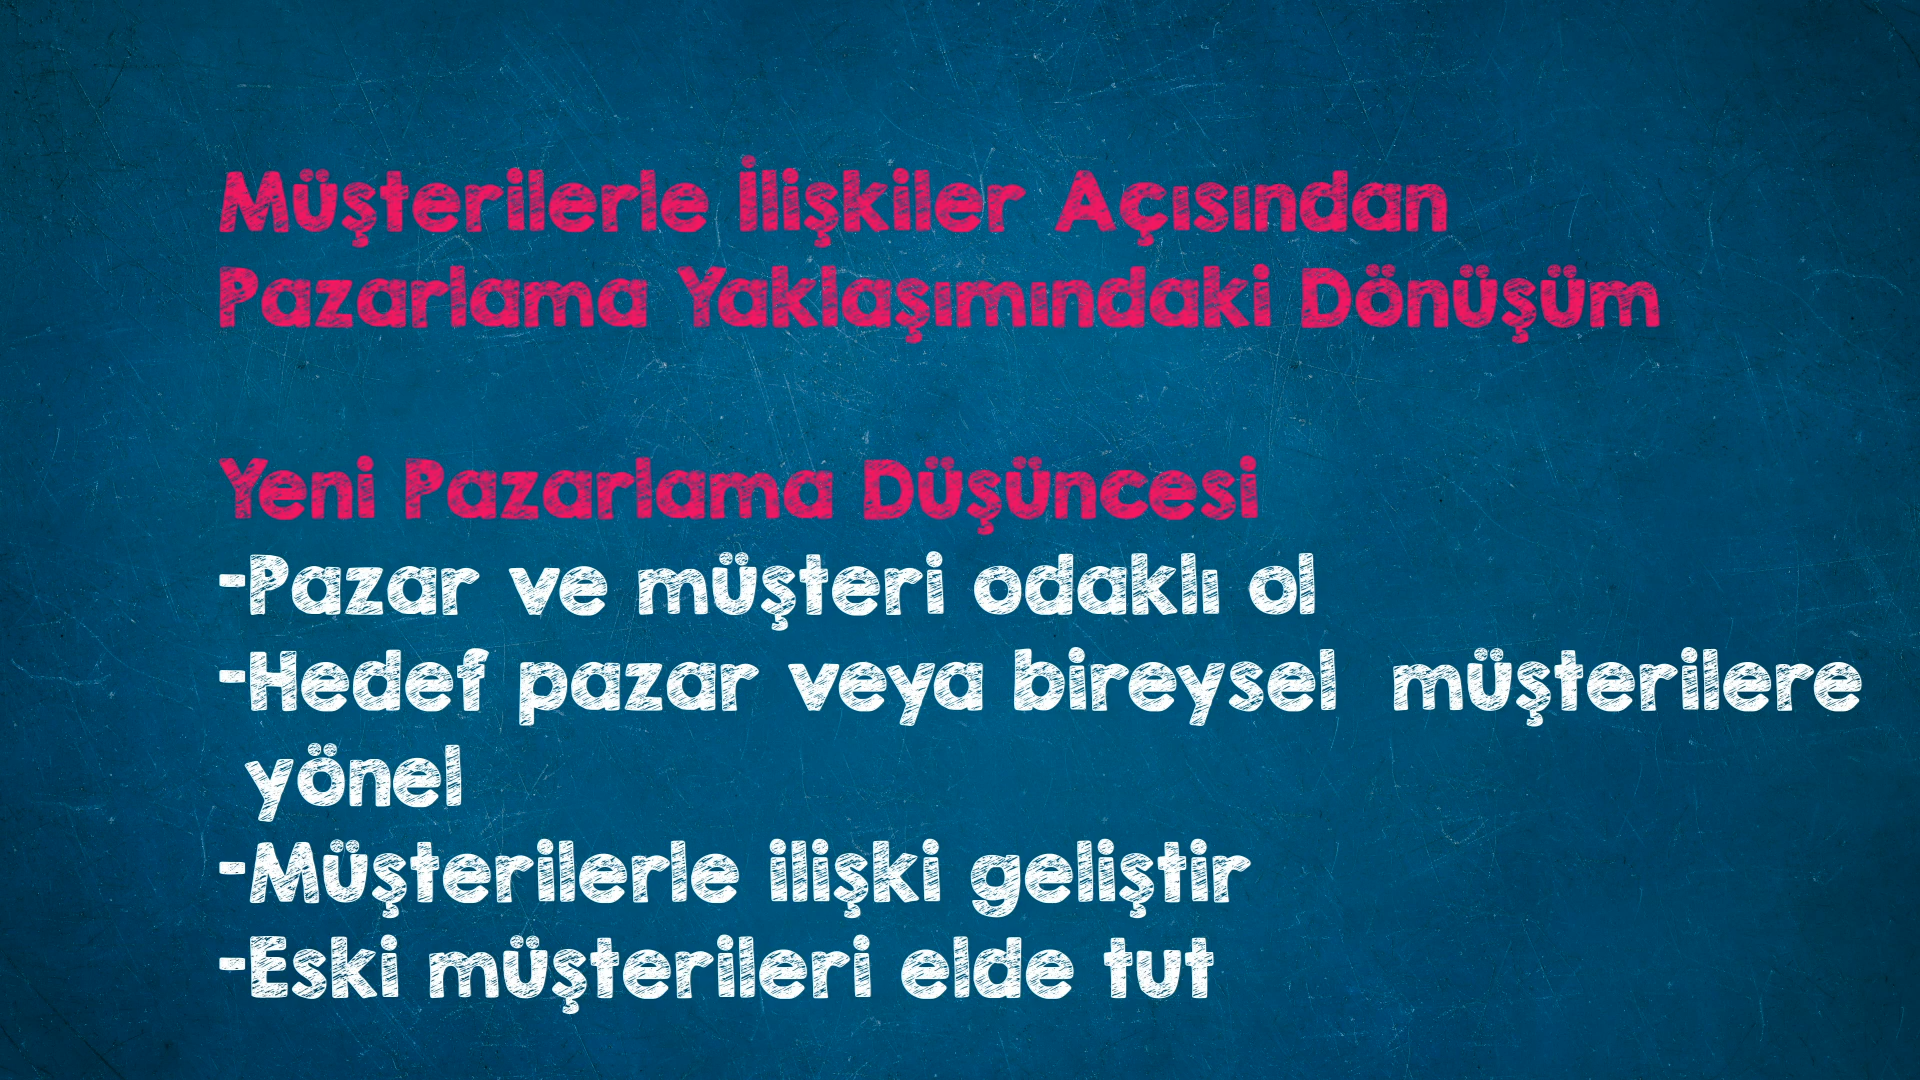 Müşterilerle İlişkiler Açısından
Pazarlama Yaklaşımındaki Dönüşüm
Yeni Pazarlama Düşüncesi
-Pazar ve müşteri odaklı ol
-Hedef pazar veya bireysel müşterilere
yönel
-Müşterilerle ilişki geliştir
-Eski müşterileri elde tut